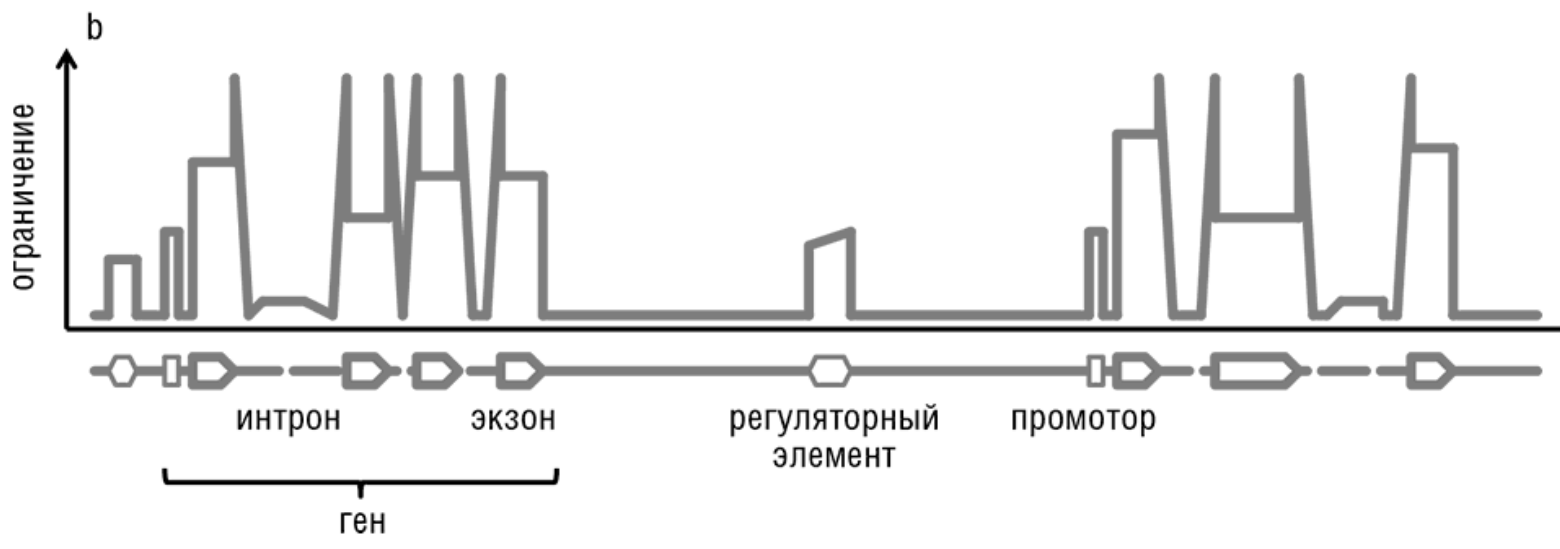 b
ограничение
интрон
экзон
регуляторный
элемент
промотор
ген